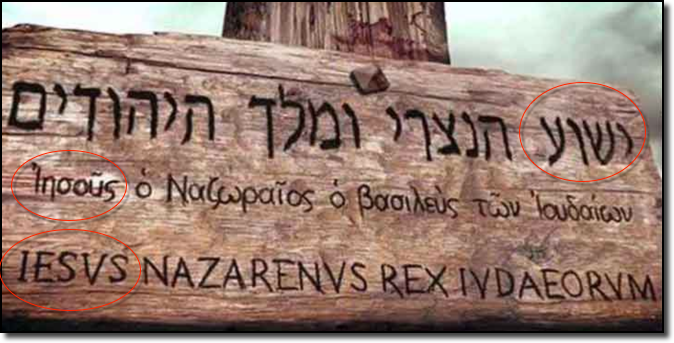 ישוע הנצרי ומלך היהודים
Ἰησοῦς ὁ Ναζωραῖος ὁ βασιλεὺς τῶν Ἰουδαίων
IESVS NAZARENVS REX IVDAEORVM